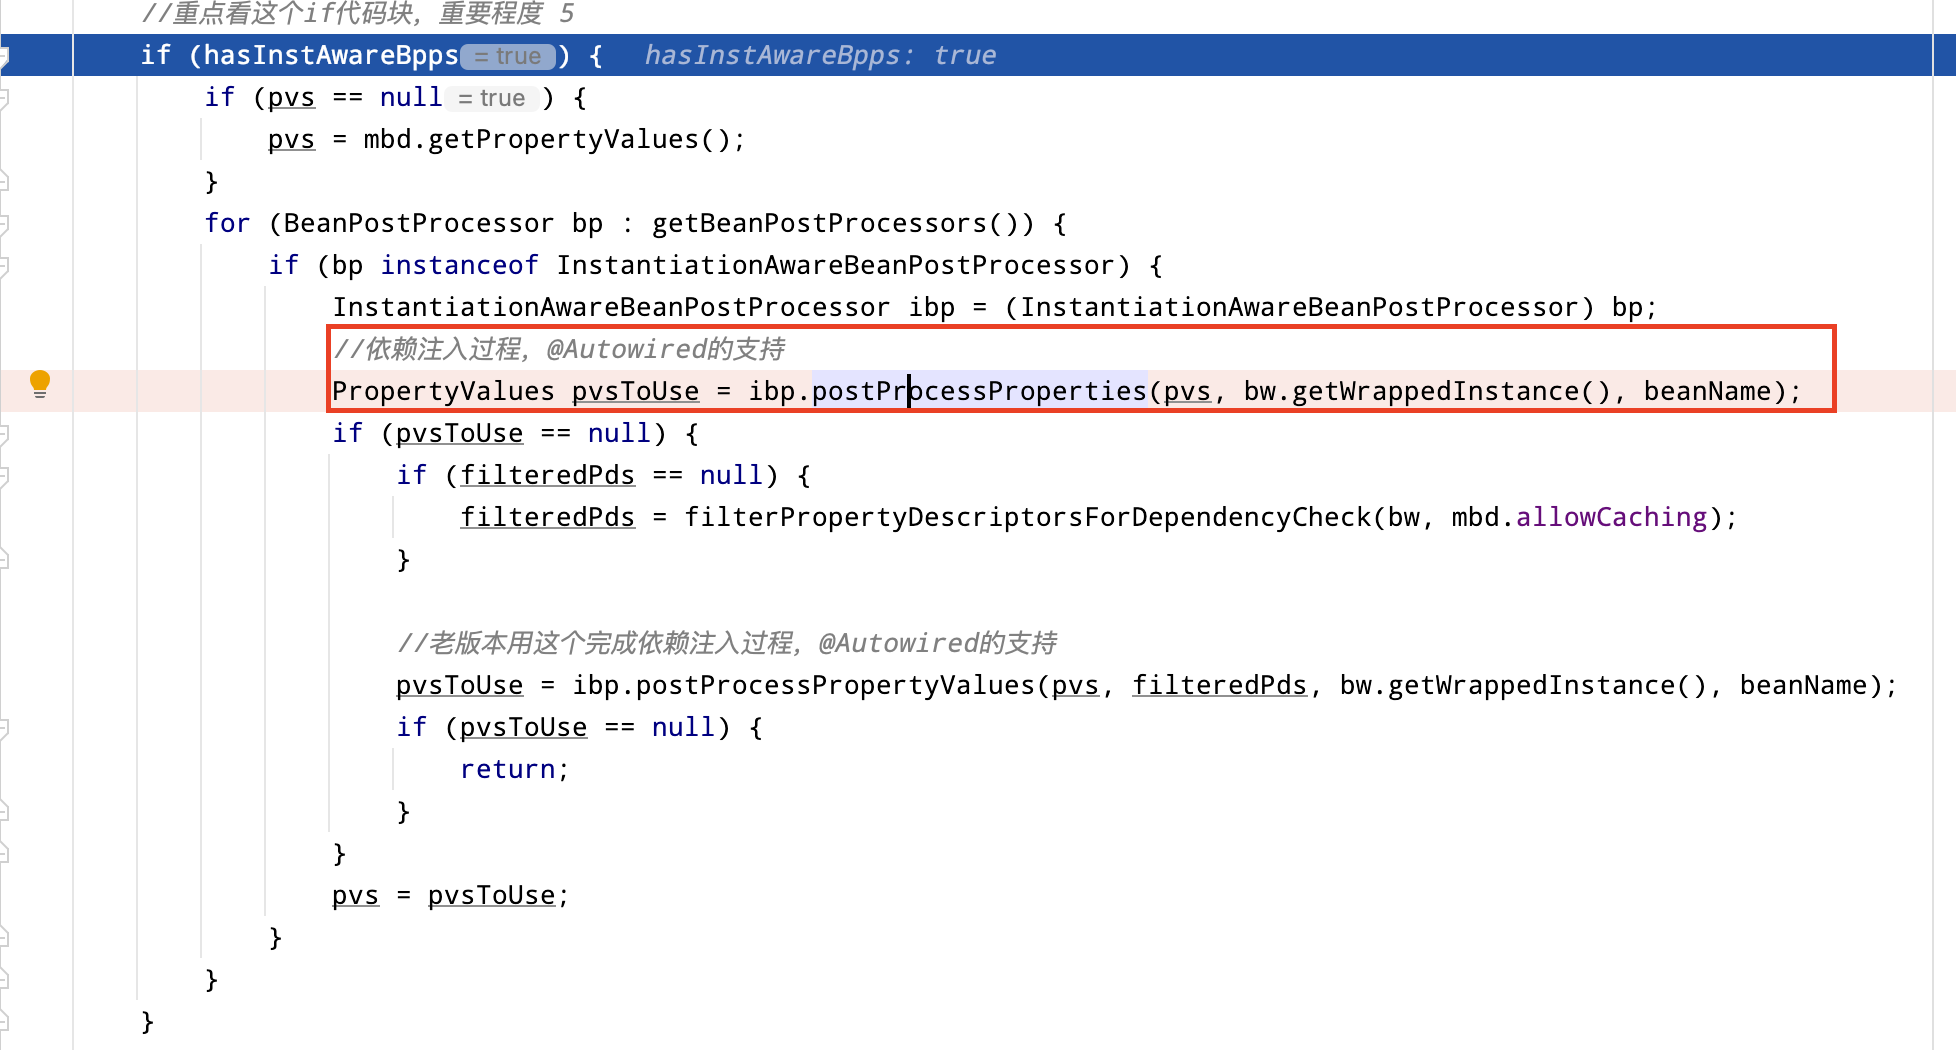 //重点看这个if代码块，重要程度 5
if (hasInstAwareBpps = true ) {   hasInstAwareBpps: true
if (pvs == null = true ) {
pvs = mbd.getPropertyValues();
}
for (BeanPostProcessor bp : getBeanPostProcessors()) {
if (bp instanceof InstantiationAwareBeanPostProcessor) {
InstantiationAwareBeanPostProcessor ibp = (InstantiationAwareBeanPostProcessor) bp;
//依赖注入过程，@Autowired的支持
PropertyValues pvsToUse = ibp.postProcessProperties(pvs, bw.getWrappedInstance(), beanName);
if (pvsToUse == null) {
if (filteredPds == null) {
filteredPds = filterPropertyDescriptorsForDependencyCheck(bw, mbd.allowCaching);
}
//老版本用这个完成依赖注入过程，@Autowired的支持
pvsToUse = ibp.postProcessPropertyValues(pvs, filteredPds, bw.getWrappedInstance(), beanName);
if (pvsToUse == null) {
return;
}
}
pvs = pvsToUse;
}
}
}